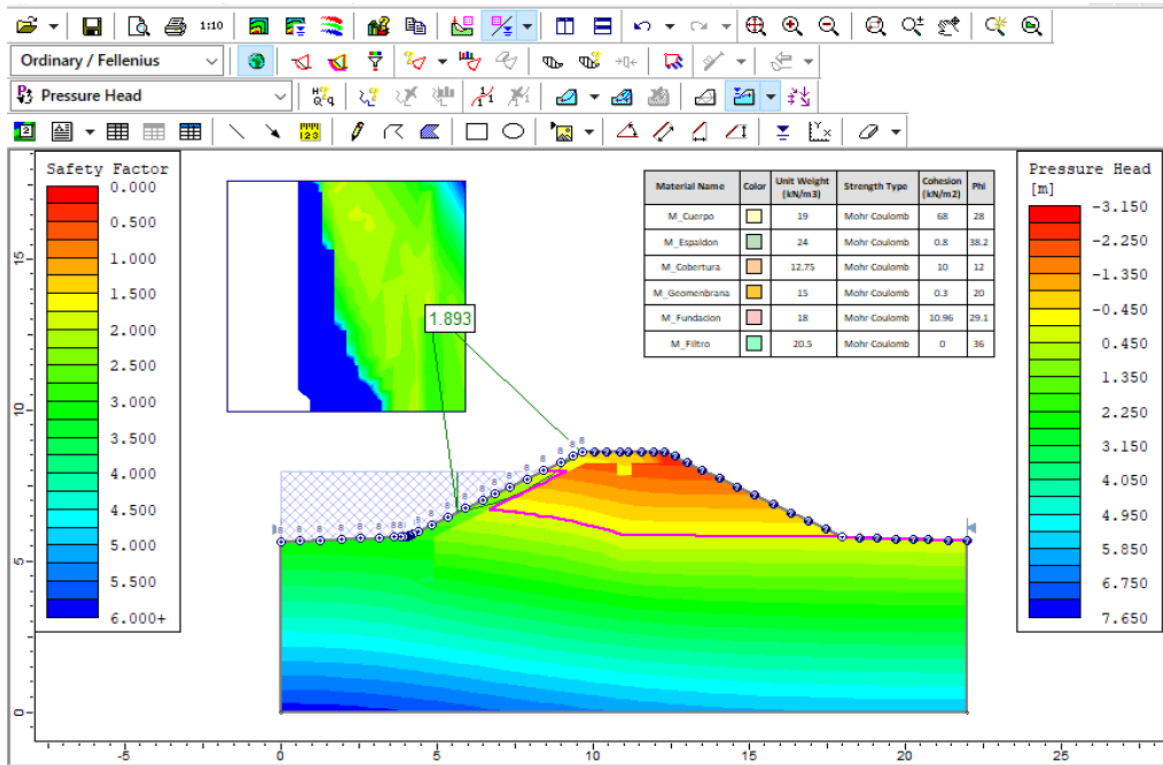 1:10
Ordinary / Fellenius
Pressure Head
Safety Factor
0.000
0.500
1.000
1.500
2.000
2.500
3.000
3.500
4.000
4.500
5.000
5.500
6.000+
1.893
Material Name Color Unit Weight (kN/m3) Strength Type Cohesion (kN/m2) Phi
M_Cuerpo 19 Mohr Coulomb 68 28
M_Espaldon 24 Mohr Coulomb 0.8 38.2
M_Cobertura 12.75 Mohr Coulomb 10 12
M_Geomenbrana 15 Mohr Coulomb 0.3 20
M_Fundacion 18 Mohr Coulomb 10.96 29.1
M_Filtro 20.5 Mohr Coulomb 0 36
Pressure Head
[m]
-3.150
-2.250
-1.350
-0.450
0.450
1.350
2.250
3.150
4.050
4.950
5.850
6.750
7.650
15
10
5
0
-5 0 5 10 15 20 25